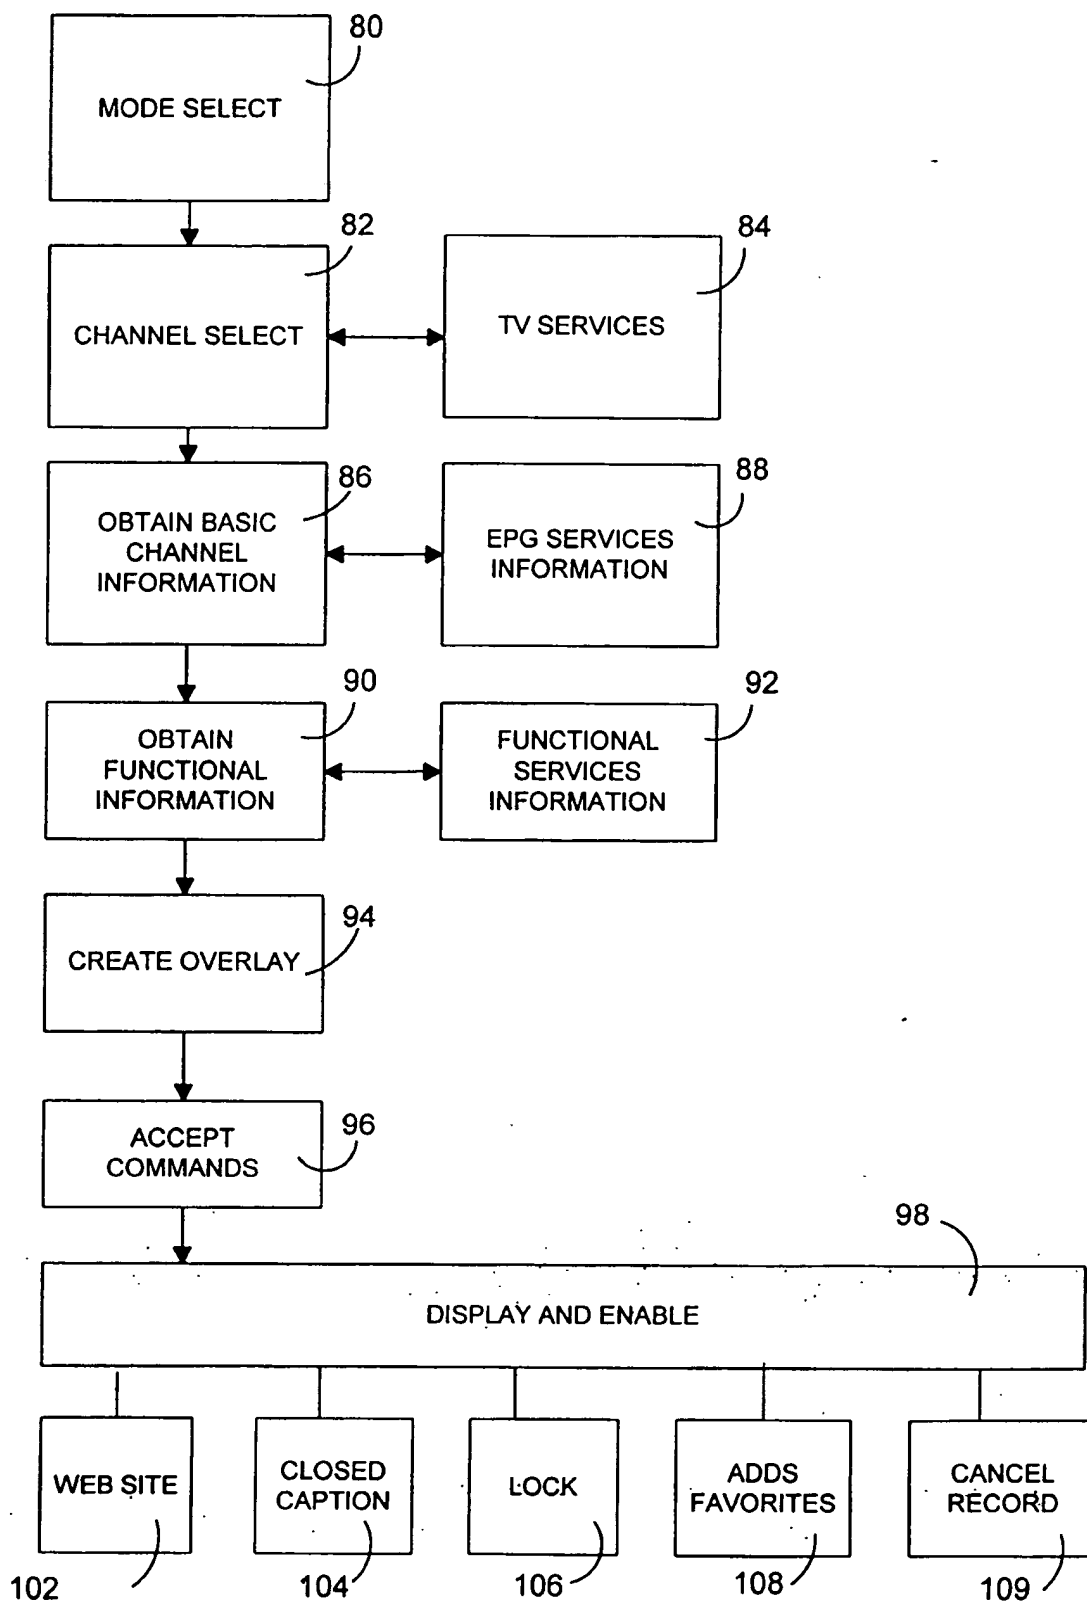 80
MODE SELECT
82
CHANNEL SELECT
84
TV SERVICES
86
OBTAIN BASIC
CHANNEL
INFORMATION
88
EPG SERVICES
INFORMATION
90
OBTAIN
FUNCTIONAL
INFORMATION
92
FUNCTIONAL
SERVICES
INFORMATION
94
CREATE OVERLAY
96
ACCEPT
COMMANDS
98
DISPLAY AND ENABLE
WEB SITE
102
CLOSED
CAPTION
104
LOCK
106
ADDS
FAVORITES
108
CANCEL
RECORD
109